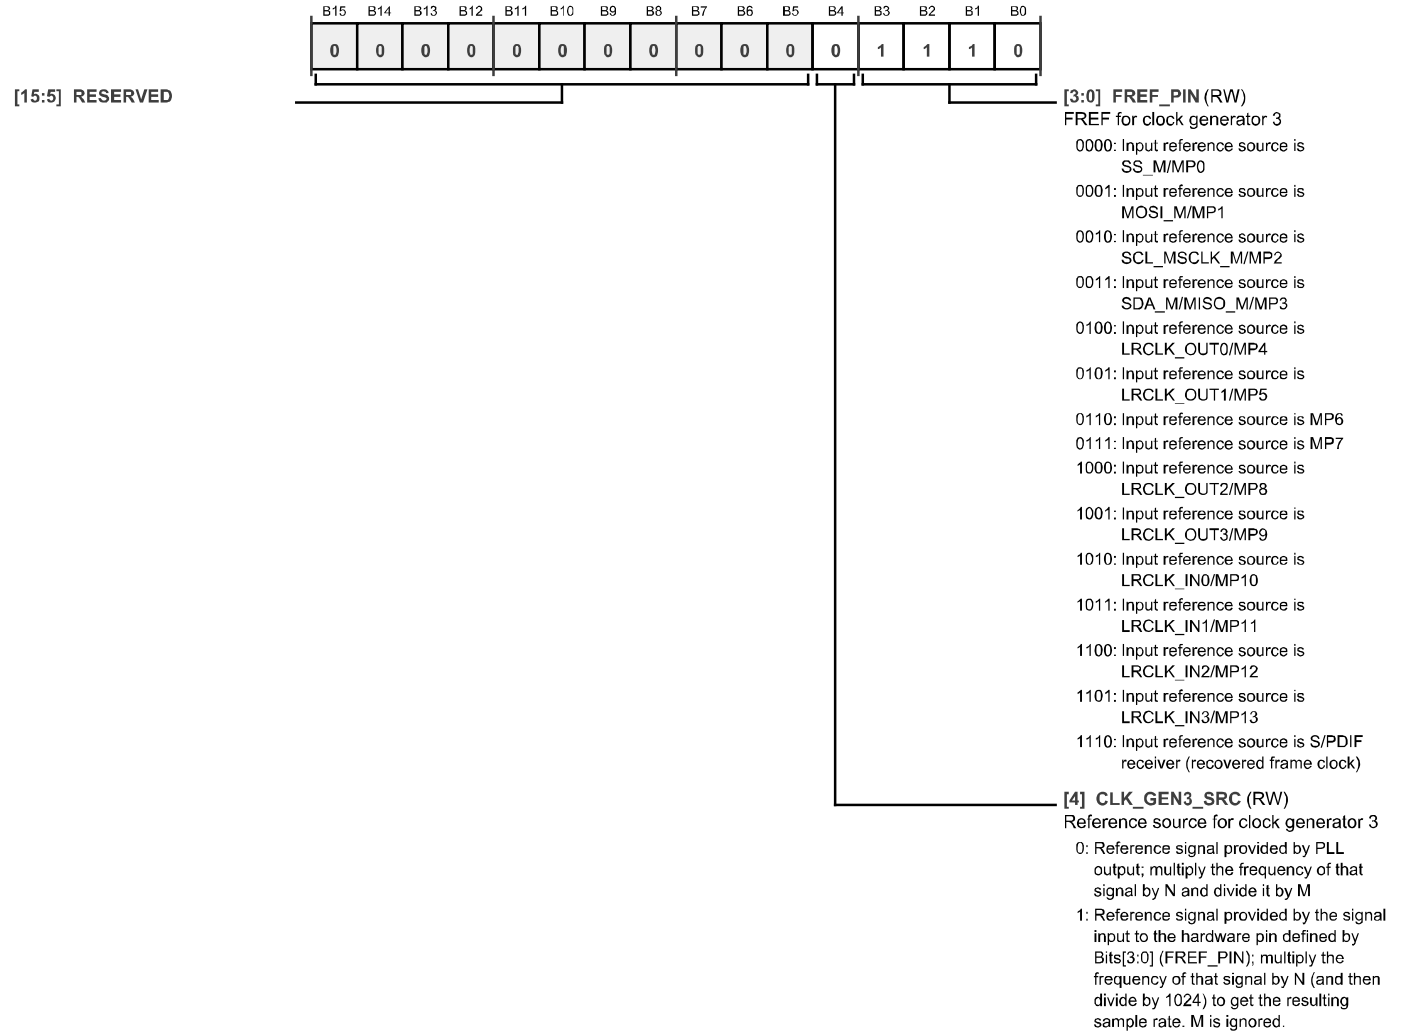 B15 B14 B13 B12 B11 B10 B9 B8 B7 B6 B5 B4 B3 B2 B1 B0
0 0 0 0 0 0 0 0 0 0 0 0 1 1 1 0
[15:5] RESERVED
[3:0] FREF_PIN (RW)
FREF for clock generator 3
0000: Input reference source is
SS_M/MP0
0001: Input reference source is
MOSI_M/MP1
0010: Input reference source is
SCL_MSCLK_M/MP2
0011: Input reference source is
SDA_M/MISO_M/MP3
0100: Input reference source is
LRCLK_OUT0/MP4
0101: Input reference source is
LRCLK_OUT1/MP5
0110: Input reference source is MP6
0111: Input reference source is MP7
1000: Input reference source is
LRCLK_OUT2/MP8
1001: Input reference source is
LRCLK_OUT3/MP9
1010: Input reference source is
LRCLK_IN0/MP10
1011: Input reference source is
LRCLK_IN1/MP11
1100: Input reference source is
LRCLK_IN2/MP12
1101: Input reference source is
LRCLK_IN3/MP13
1110: Input reference source is S/PDIF
receiver (recovered frame clock)
[4] CLK_GEN3_SRC (RW)
Reference source for clock generator 3
0: Reference signal provided by PLL
output; multiply the frequency of that
signal by N and divide it by M
1: Reference signal provided by the signal
input to the hardware pin defined by
Bits[3:0] (FREF_PIN); multiply the
frequency of that signal by N (and then
divide by 1024) to get the resulting
sample rate. M is ignored.